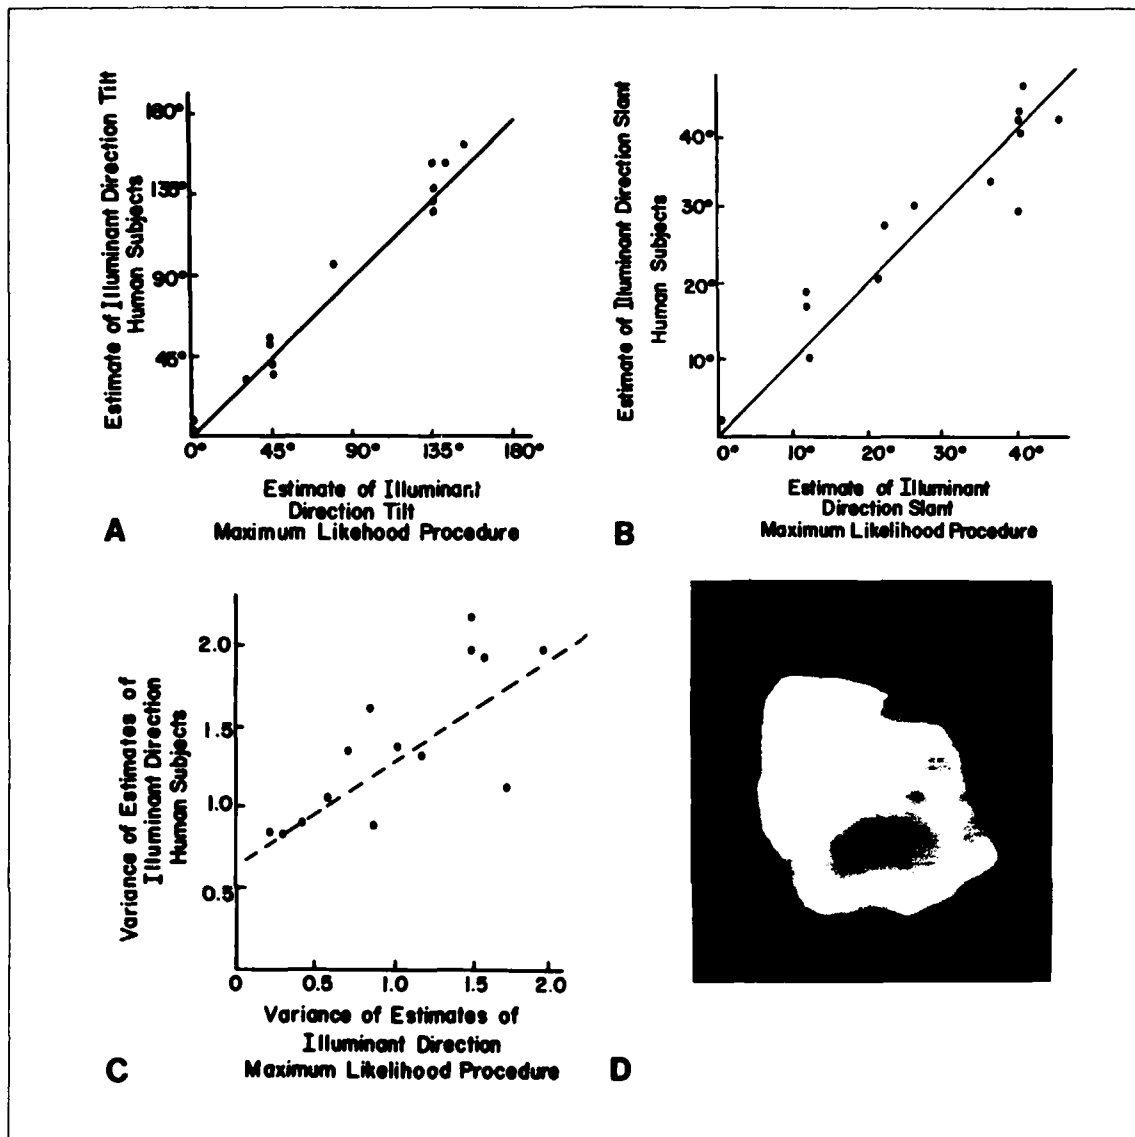 Estimate of Illuminant Direction Tilt
Human Subjects
180°
135°
90°
45°
0°
45°
90°
135°
180°
Estimate of Illuminant
Direction Tilt
Maximum Likehood Procedure
A
Estimate of Illuminant Direction Slant
Human Subjects
40°
30°
20°
10°
0°
10°
20°
30°
40°
Estimate of Illuminant
Direction Slant
Maximum Likelihood Procedure
B
Variance of Estimates of
Illuminant Direction
Human Subjects
2.0
1.5
1.0
0.5
0
0.5
1.0
1.5
2.0
Variance of Estimates of
Illuminant Direction
Maximum Likelihood Procedure
C
D